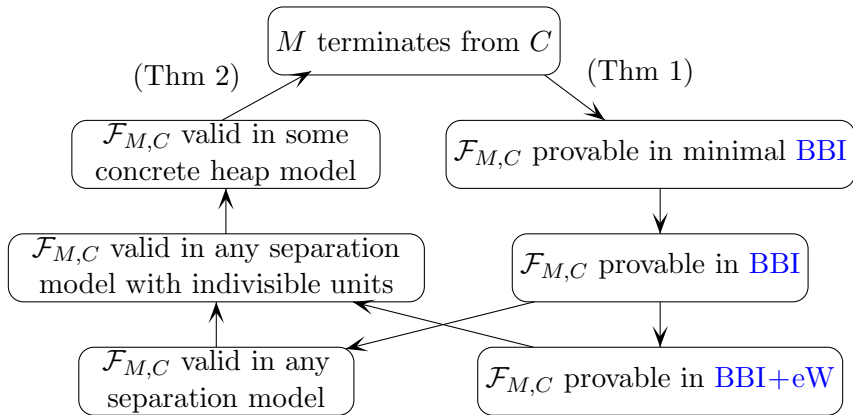 M terminates from C
(Thm 2)
(Thm 1)
ℱ_{M,C} valid in some
concrete heap model
ℱ_{M,C} provable in minimal BBI
ℱ_{M,C} valid in any separation
model with indivisible units
ℱ_{M,C} provable in BBI
ℱ_{M,C} valid in any
separation model
ℱ_{M,C} provable in BBI+eW